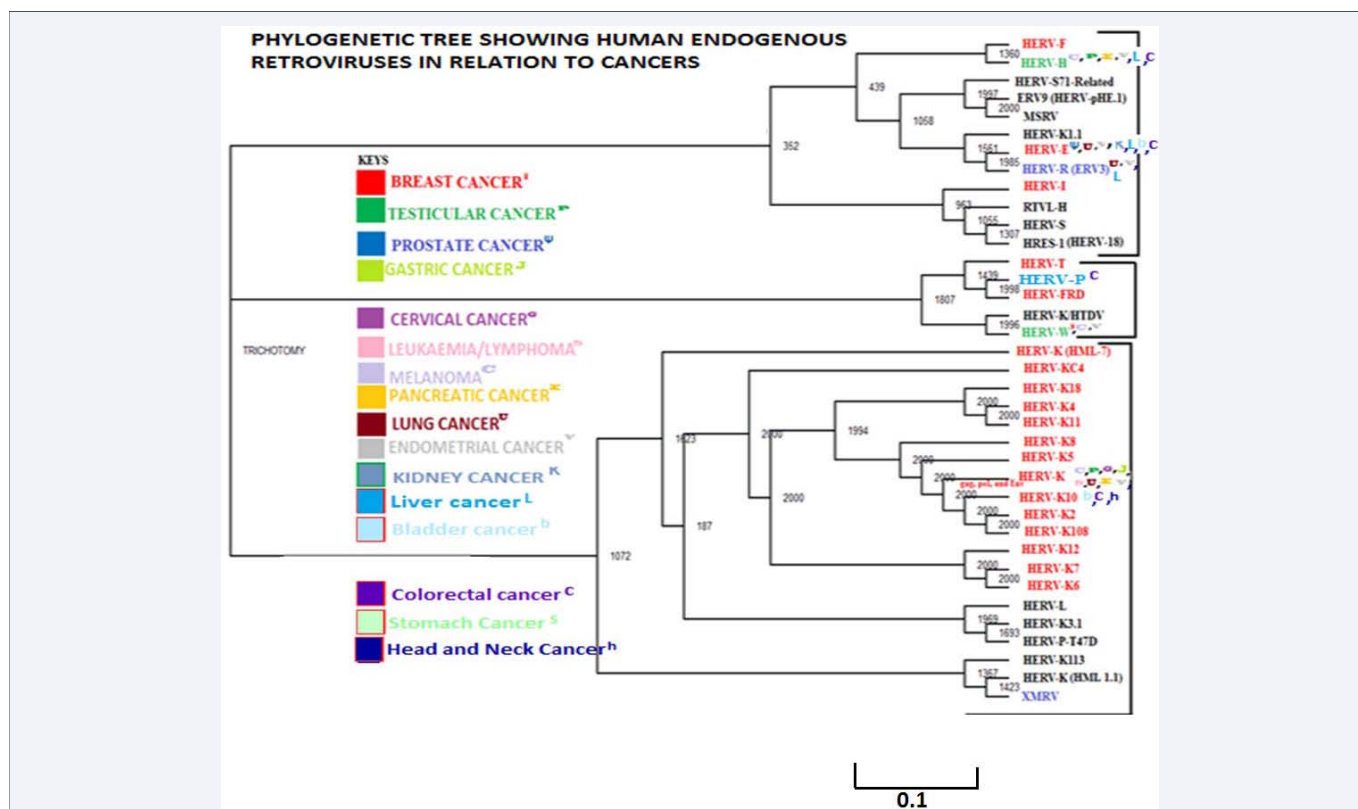 PHYLOGENETIC TREE SHOWING HUMAN ENDOGENOUS
RETROVIRUSES IN RELATION TO CANCERS
KEYS
BREAST CANCER
TESTICULAR CANCER
PROSTATE CANCER
GASTRIC CANCER
CERVICAL CANCER
LEUKAEMIA/LYMPHOMA
MELANOMA
PANCREATIC CANCER
LUNG CANCER
ENDOMETRIAL CANCER
KIDNEY CANCER K
Liver cancer L
Bladder cancer b
Colorectal cancer C
Stomach Cancer S
Head and Neck Cancer h
TRICHOTOMY
352
439
1360
1058
1997
2000
1561
1985
963
1055
1307
1807
1439
1998
1996
1072
1623
187
2000
2000
1994
2000
2000
2000
2000
2000
2000
2000
2000
2000
1969
1693
1367
1423
HERV-F
HERV-H C,P,K,V,L,C
HERV-S71-Related
ERV9 (HERV-pHE.1)
MSRV
HERV-K1.1
HERV-E
HERV-R (ERV3)
L
HERV-I
RTVL-H
HERV-S
HRES-1 (HERV-18)
HERV-T
HERV-P C
HERV-FRD
HERV-K/HTDV
HERV-W
HERV-K (HML-7)
HERV-KC4
HERV-K18
HERV-K4
HERV-K11
HERV-K8
HERV-K5
HERV-K
gag, pol, and Env
HERV-K10 b,C,h
HERV-K2
HERV-K108
HERV-K12
HERV-K7
HERV-K6
HERV-L
HERV-K3.1
HERV-P-T47D
HERV-K113
HERV-K (HML 1.1)
XMRV
0.1